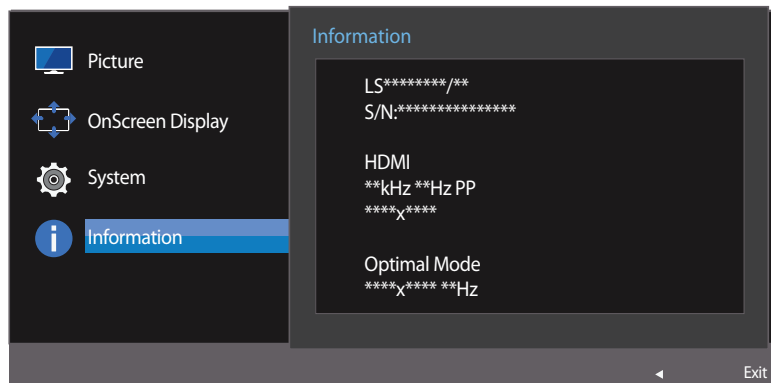 Picture
OnScreen Display
System
Information
Information
LS********/**
S/N:***************
HDMI
**kHz **Hz PP
****x****
Optimal Mode
****x**** **Hz
Exit